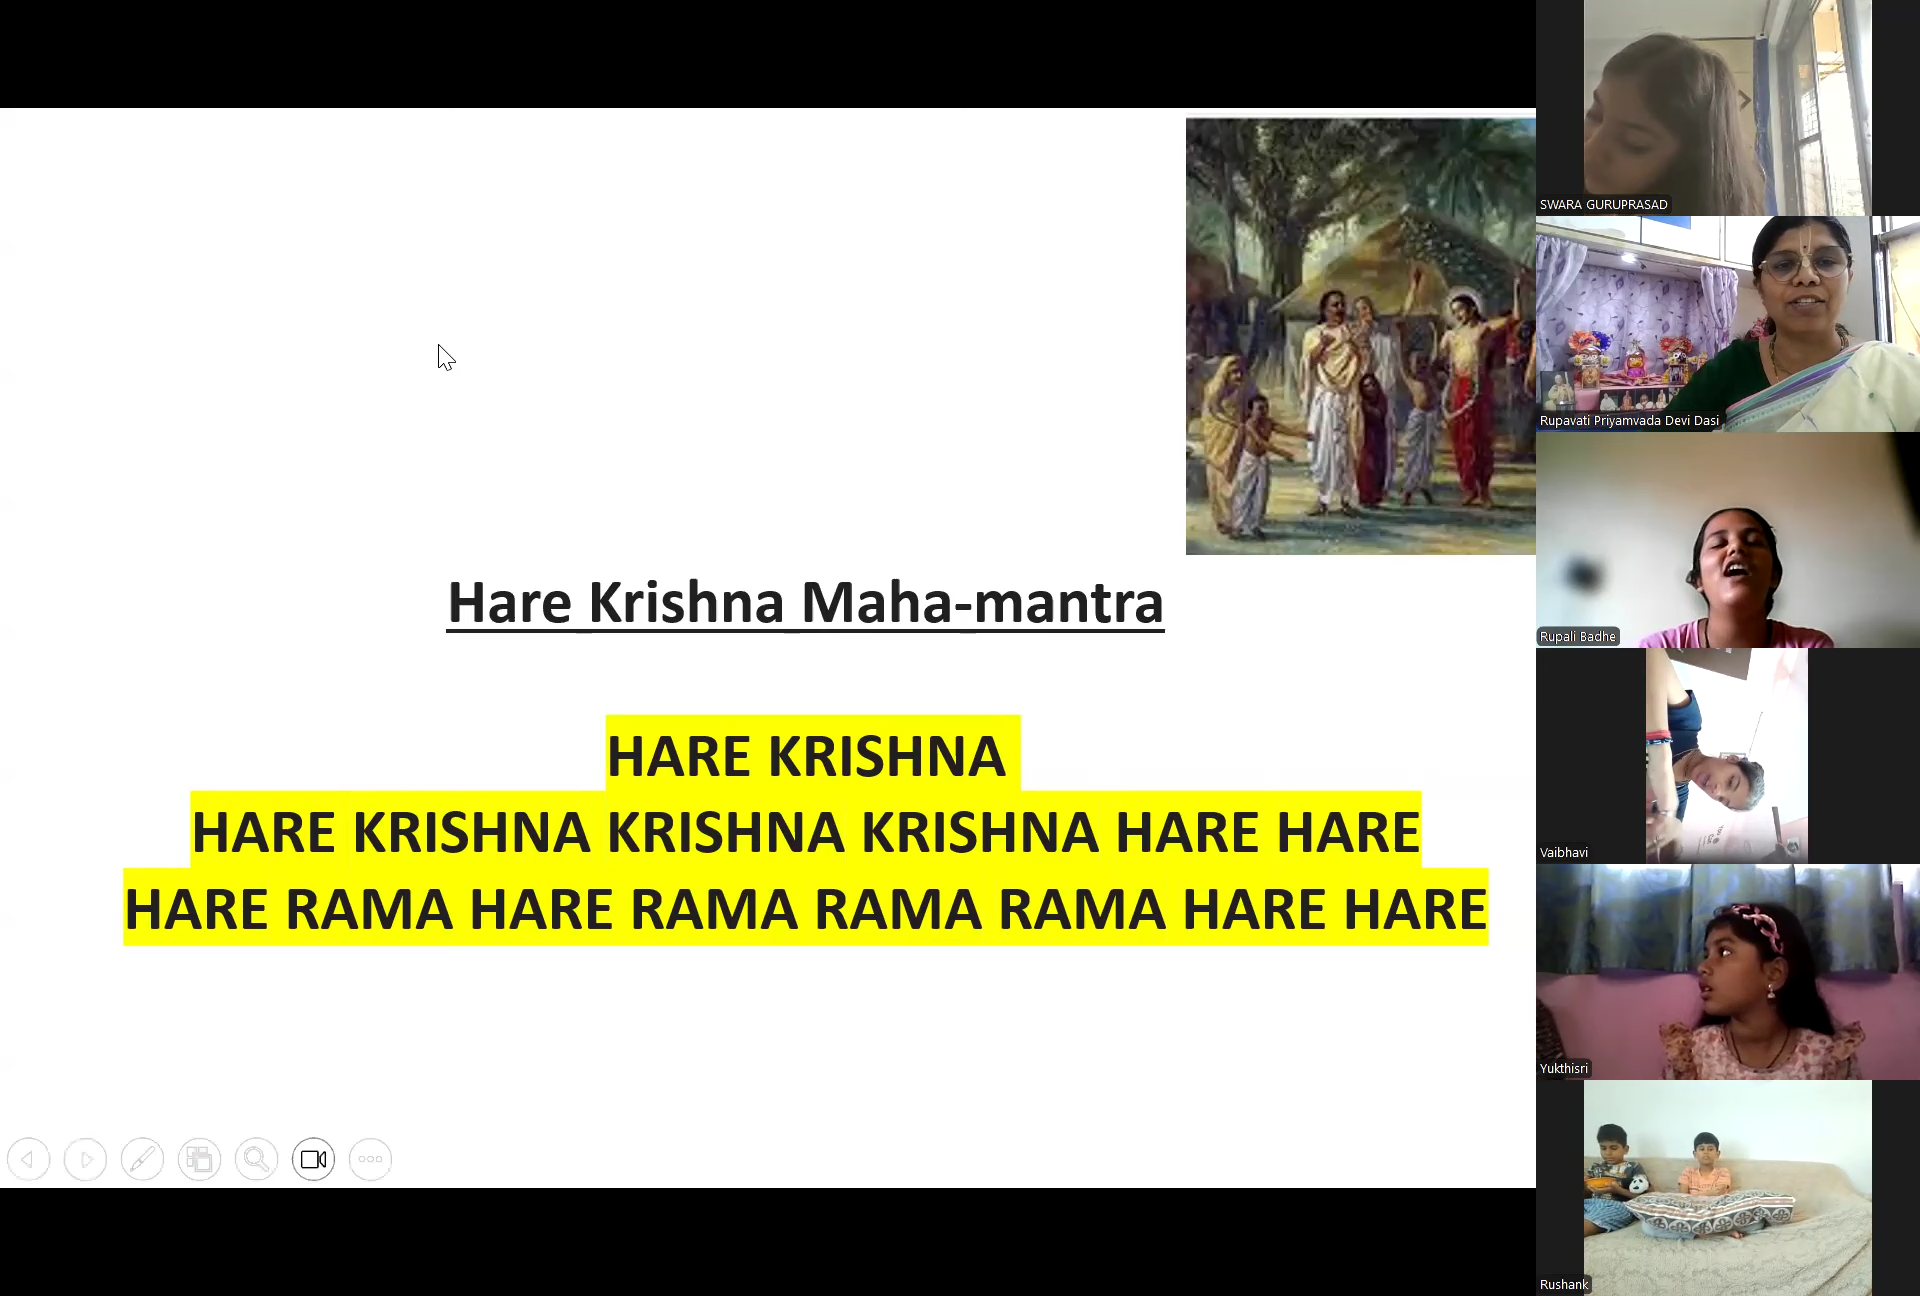 Hare Krishna Maha-mantra
HARE KRISHNA
HARE KRISHNA KRISHNA KRISHNA HARE HARE
HARE RAMA HARE RAMA RAMA RAMA HARE HARE
SWARA GURUPRASAD
Rupavati Priyamvada Devi Dasi
Rupali Badhe
Vaibhavi
Yukthisri
Rushank